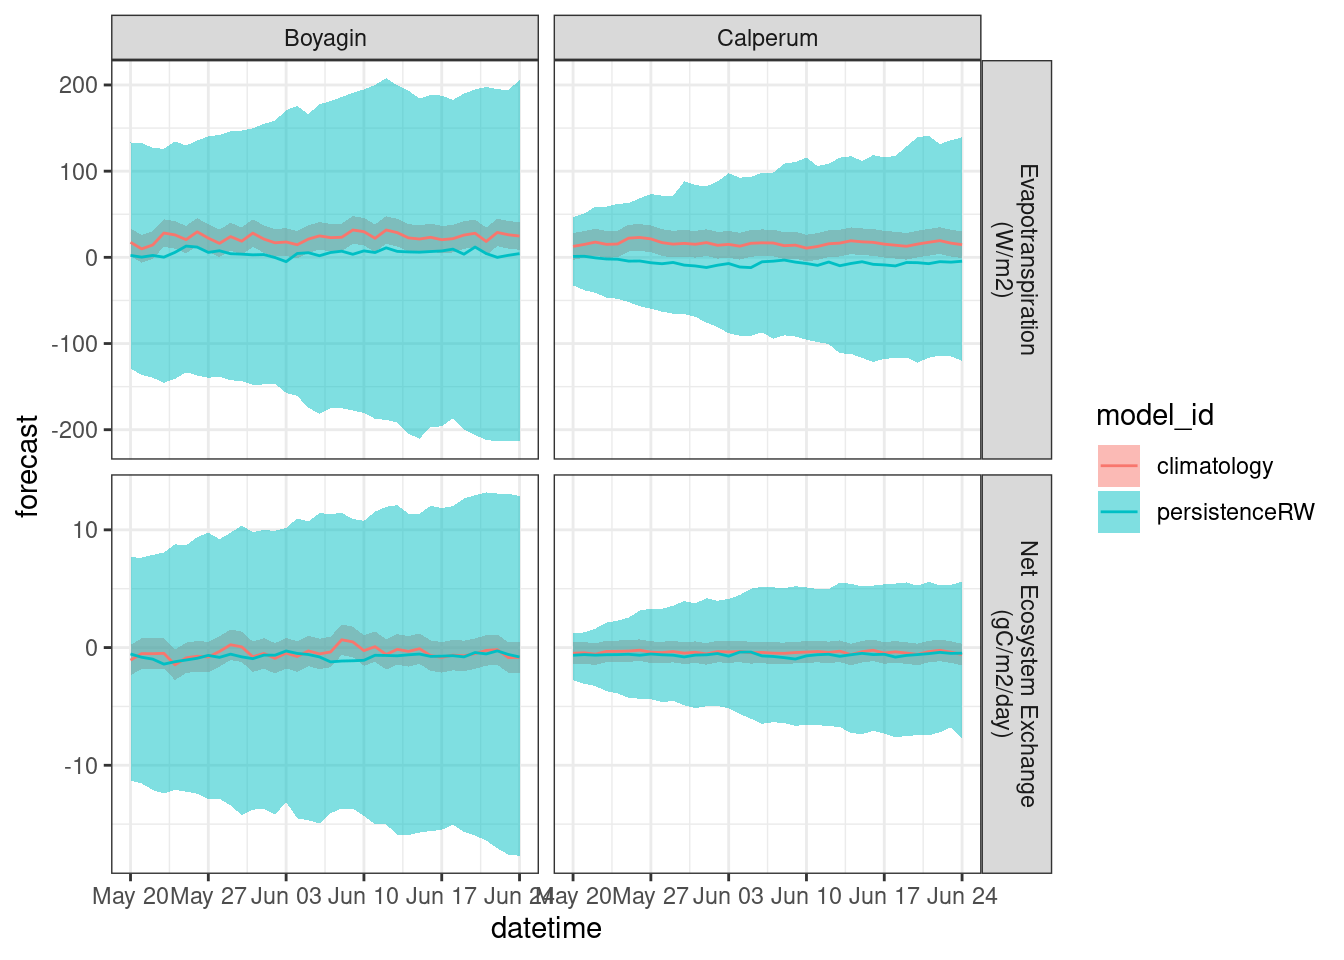 Boyagin
Calperum
200
100
0
-100
-200
Evapotranspiration
(W/m2)
10
0
-10
Net Ecosystem Exchange
(gC/m2/day)
forecast
May 20
May 27
Jun 03
Jun 10
Jun 17
Jun 24
May 20
May 27
Jun 03
Jun 10
Jun 17
Jun 24
datetime
model_id
climatology
persistenceRW